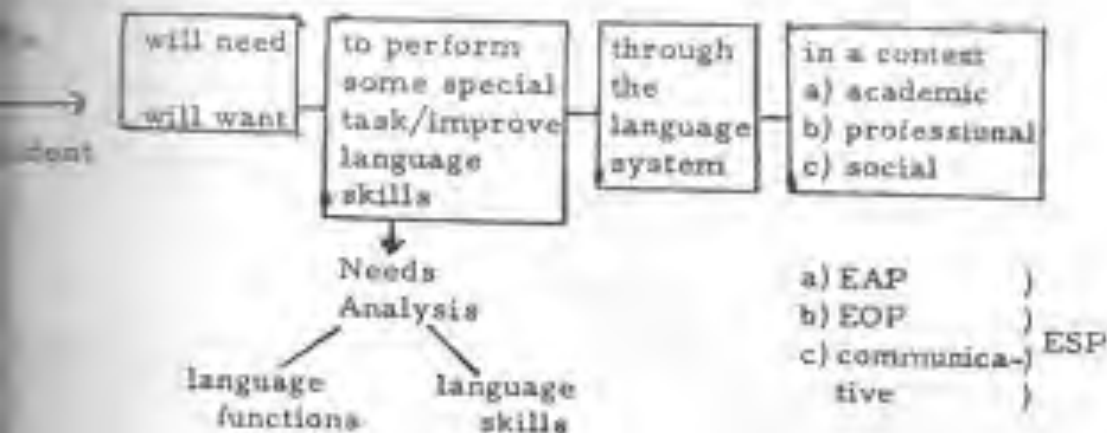 will need
will want
to perform
some special
task/improve
language
skills
through
the
language
system
in a context
a) academic
b) professional
c) social
Needs
Analysis
language
functions
language
skills
a) EAP )
b) EOP )
c) communica-)
tive )
ESP